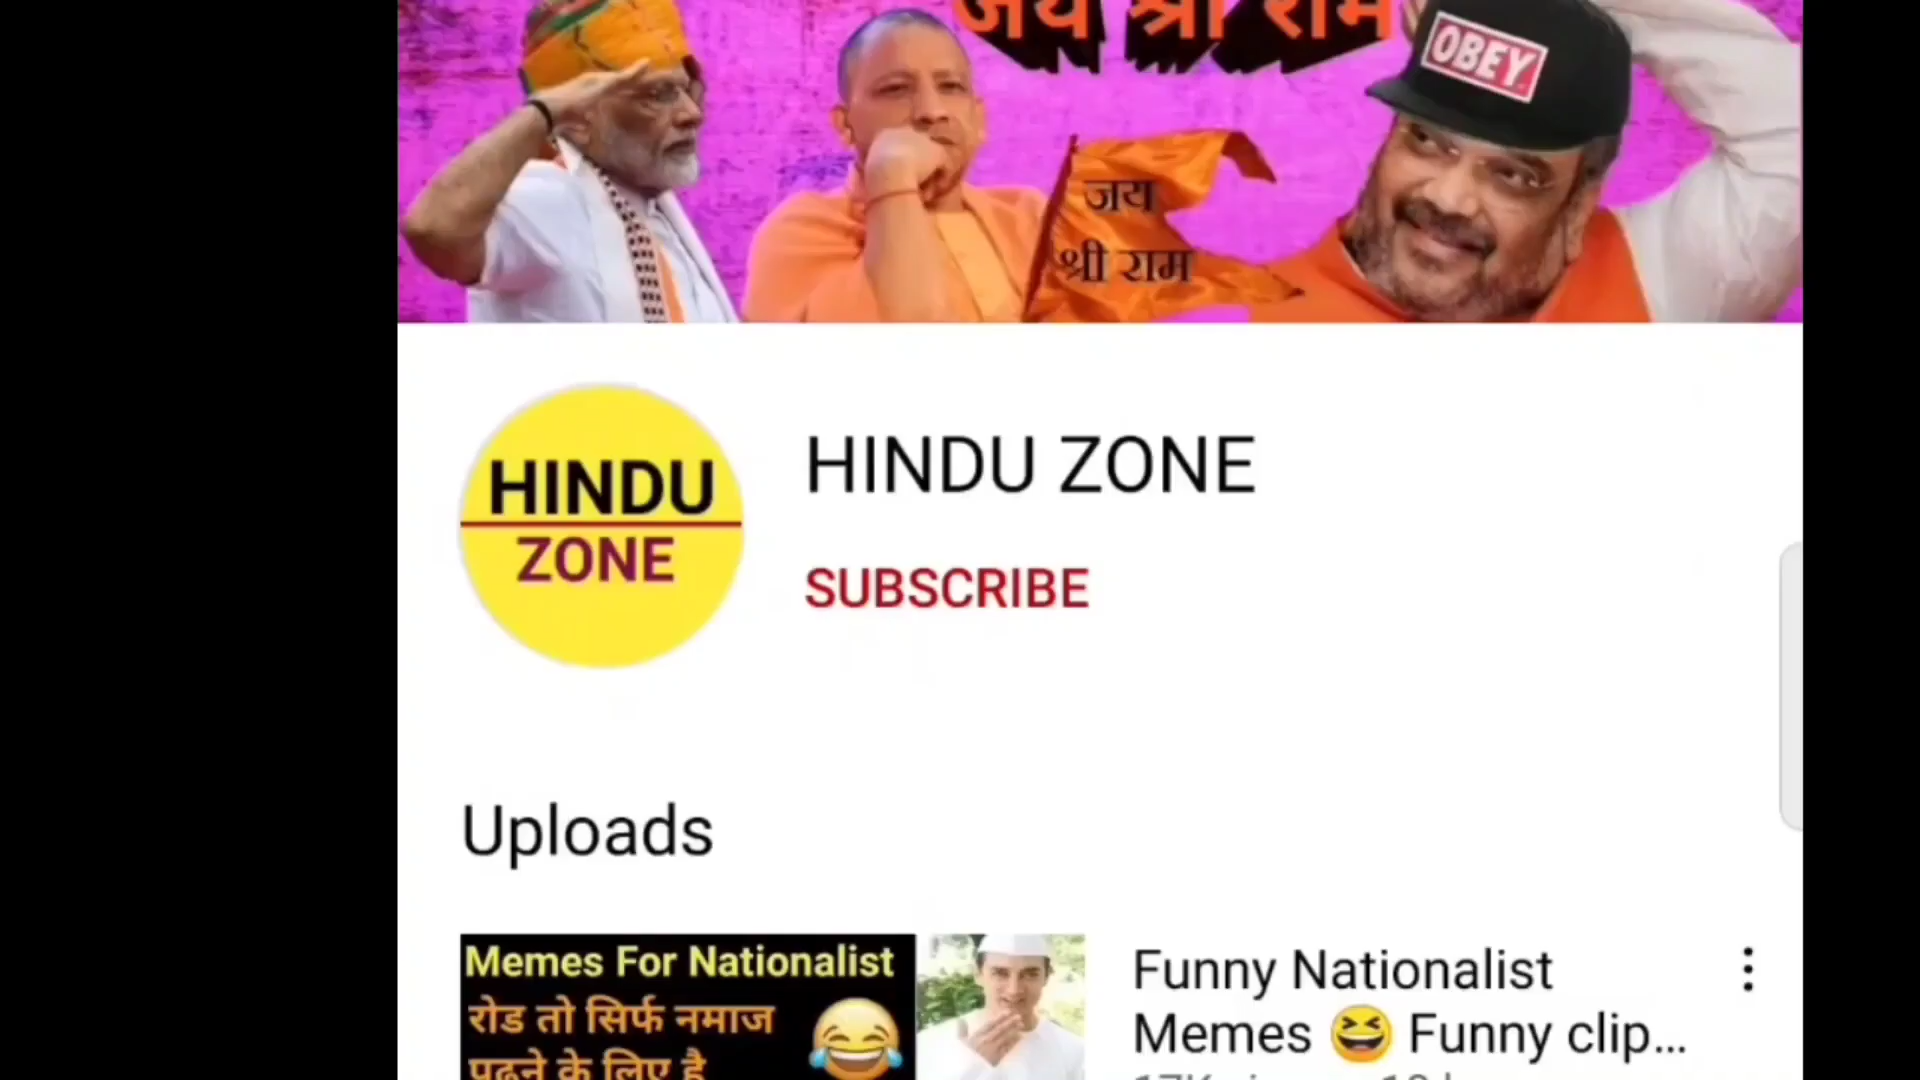 जय श्री राम
OBEY
जय
श्री राम
HINDU
ZONE
HINDU ZONE
SUBSCRIBE
Uploads
Memes For Nationalist
रोड तो सिर्फ नमाज
पढ़ने के लिए है
Funny Nationalist
Memes 😆 Funny clip...